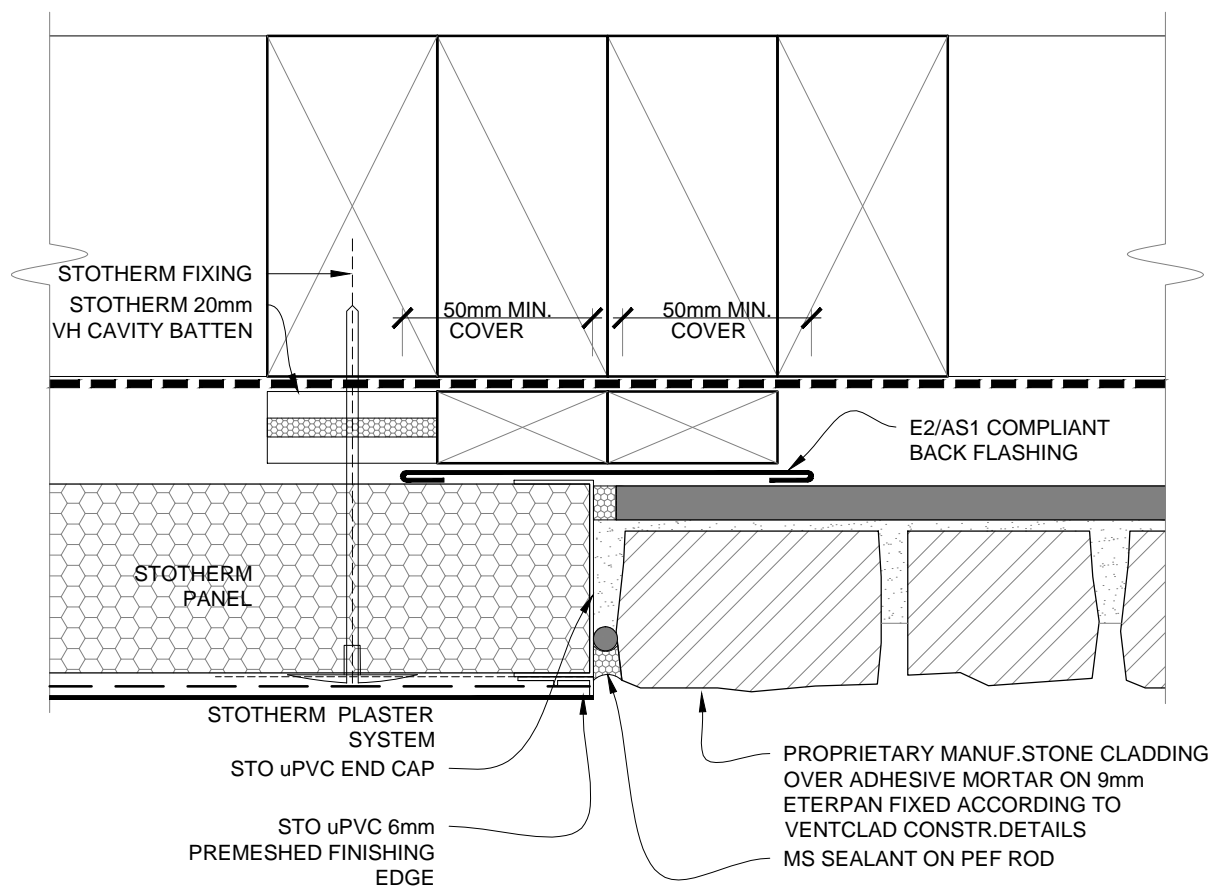 STOTHERM FIXING
STOTHERM 20mm
VH CAVITY BATTEN
50mm MIN.
COVER
50mm MIN.
COVER
E2/AS1 COMPLIANT
BACK FLASHING
STOTHERM
PANEL
STOTHERM PLASTER
SYSTEM
STO uPVC END CAP
STO uPVC 6mm
PREMESHED FINISHING
EDGE
PROPRIETARY MANUF.STONE CLADDING
OVER ADHESIVE MORTAR ON 9mm
ETERPAN FIXED ACCORDING TO
VENTCLAD CONSTR.DETAILS
MS SEALANT ON PEF ROD